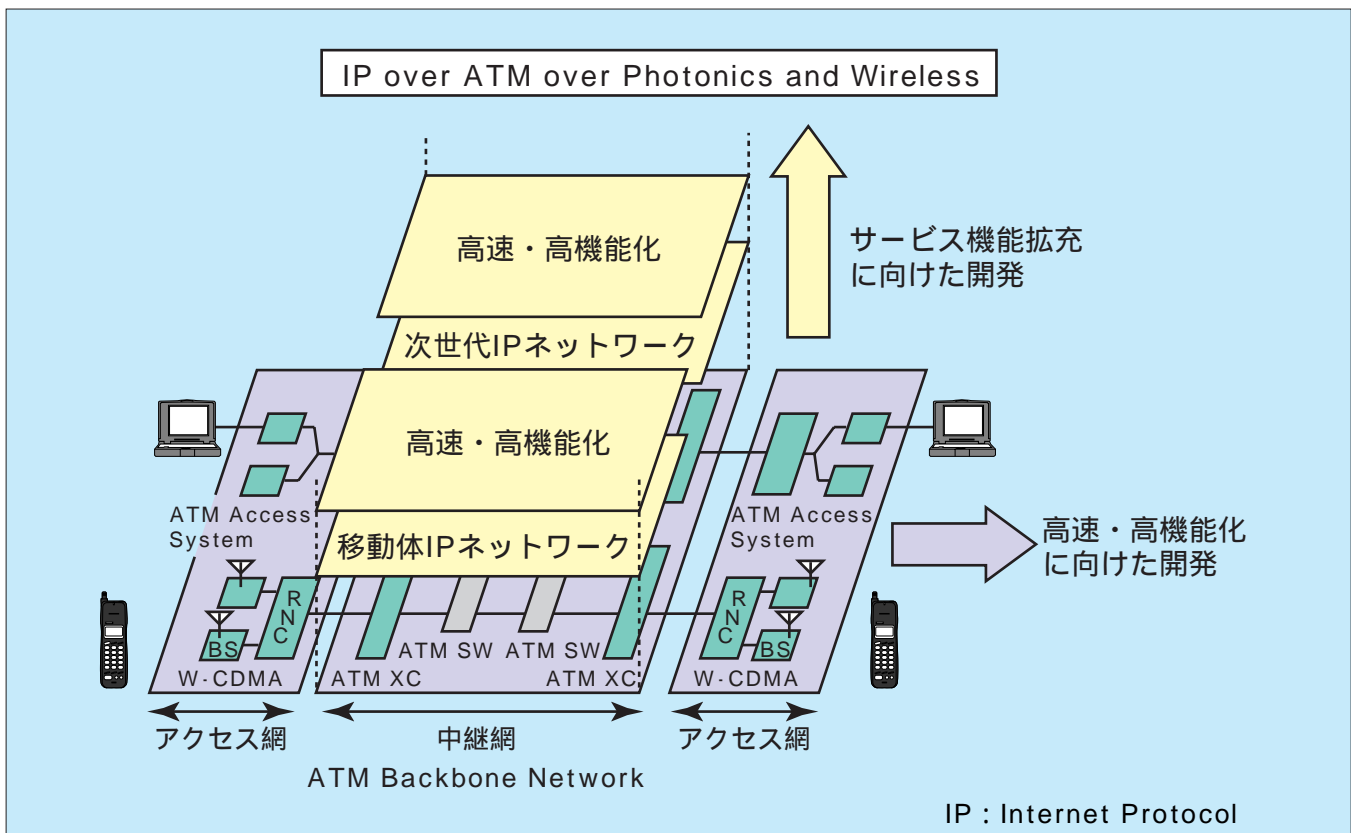 IP over ATM over Photonics and Wireless
高速・高機能化
サービス機能拡充
に向けた開発
次世代IPネットワーク
高速・高機能化
ATM Access
System
ATM Access
System
移動体IPネットワーク
高速・高機能化
に向けた開発
RNC
BS
W-CDMA
ATM XC
ATM SW
ATM SW
ATM XC
RNC
BS
W-CDMA
アクセス網
中継網
アクセス網
ATM Backbone Network
IP : Internet Protocol